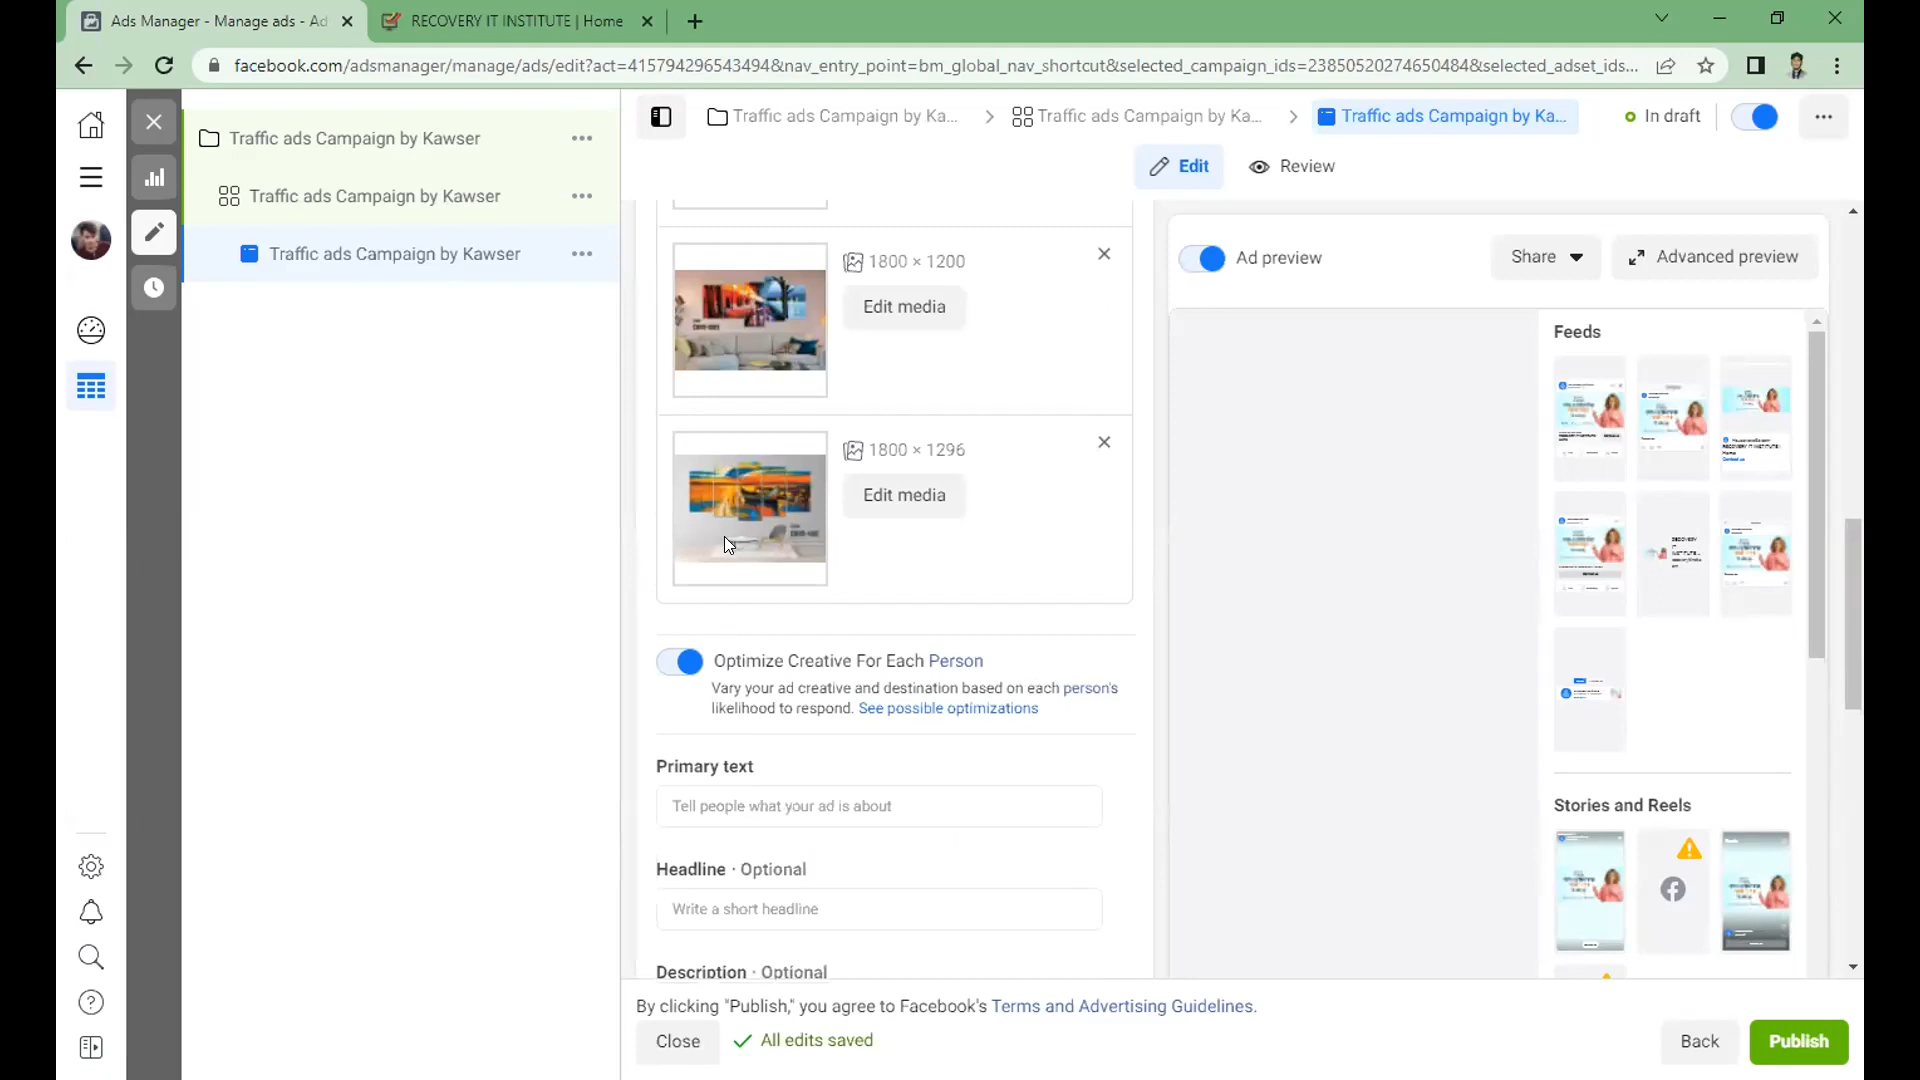 Ads Manager - Manage ads - Ad
RECOVERY IT INSTITUTE | Home
facebook.com/adsmanager/manage/ads/edit?act=415794296543494&nav_entry_point=bm_global_nav_shortcut&selected_campaign_ids=23850520274650484&selected_adset_ids...
Traffic ads Campaign by Kawser
Traffic ads Campaign by Kawser
Traffic ads Campaign by Kawser
Traffic ads Campaign by Ka...
Traffic ads Campaign by Ka...
Traffic ads Campaign by Ka...
In draft
Edit
Review
1800 × 1200
Edit media
1800 × 1296
Edit media
Optimize Creative For Each Person
Vary your ad creative and destination based on each person's
likelihood to respond. See possible optimizations
Primary text
Tell people what your ad is about
Headline · Optional
Write a short headline
Description · Optional
Ad preview
Share
Advanced preview
Feeds
Stories and Reels
By clicking "Publish," you agree to Facebook's Terms and Advertising Guidelines.
Close
All edits saved
Back
Publish